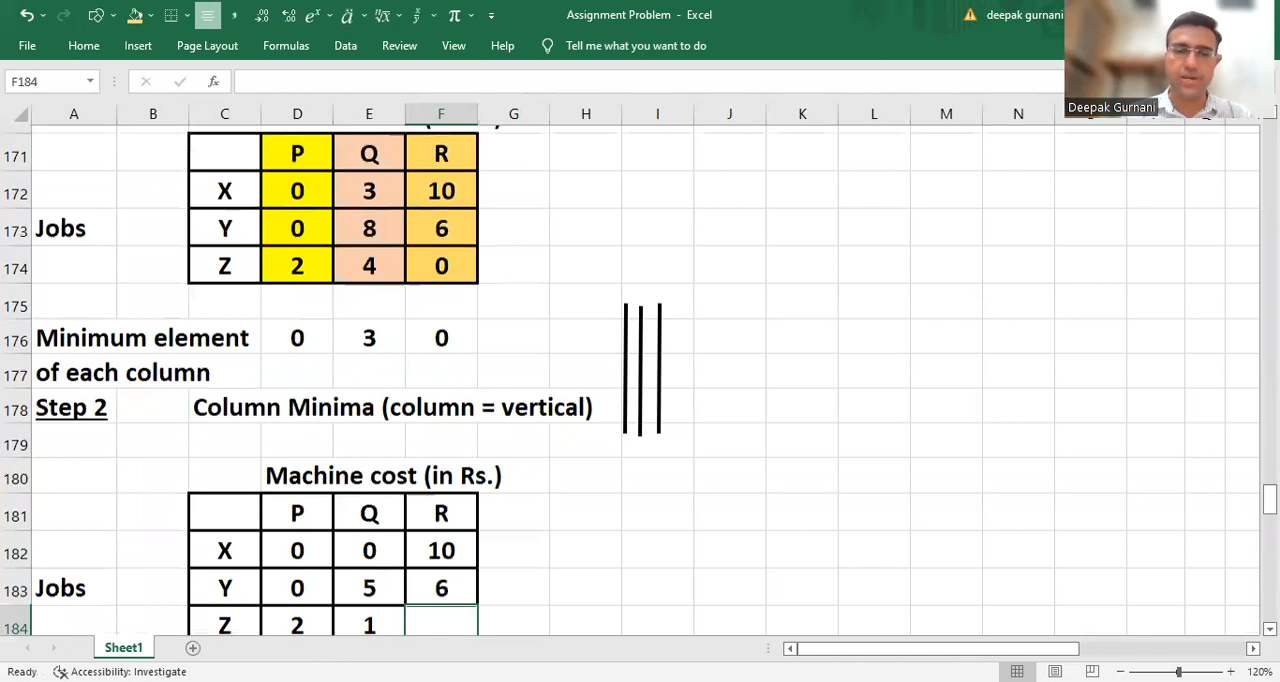 Assignment Problem - Excel
deepak gurnani
File Home Insert Page Layout Formulas Data Review View Help Tell me what you want to do
Deepak Gurnani
F184 fx
A B C D E F G H I J K L M N
171 P Q R
172 X 0 3 10
173 Jobs Y 0 8 6
174 Z 2 4 0
175
176 Minimum element 0 3 0
177 of each column
178 Step 2 Column Minima (column = vertical)
179
180 Machine cost (in Rs.)
181 P Q R
182 X 0 0 10
183 Jobs Y 0 5 6
184 Z 2 1
Sheet1
Ready Accessibility: Investigate 120%